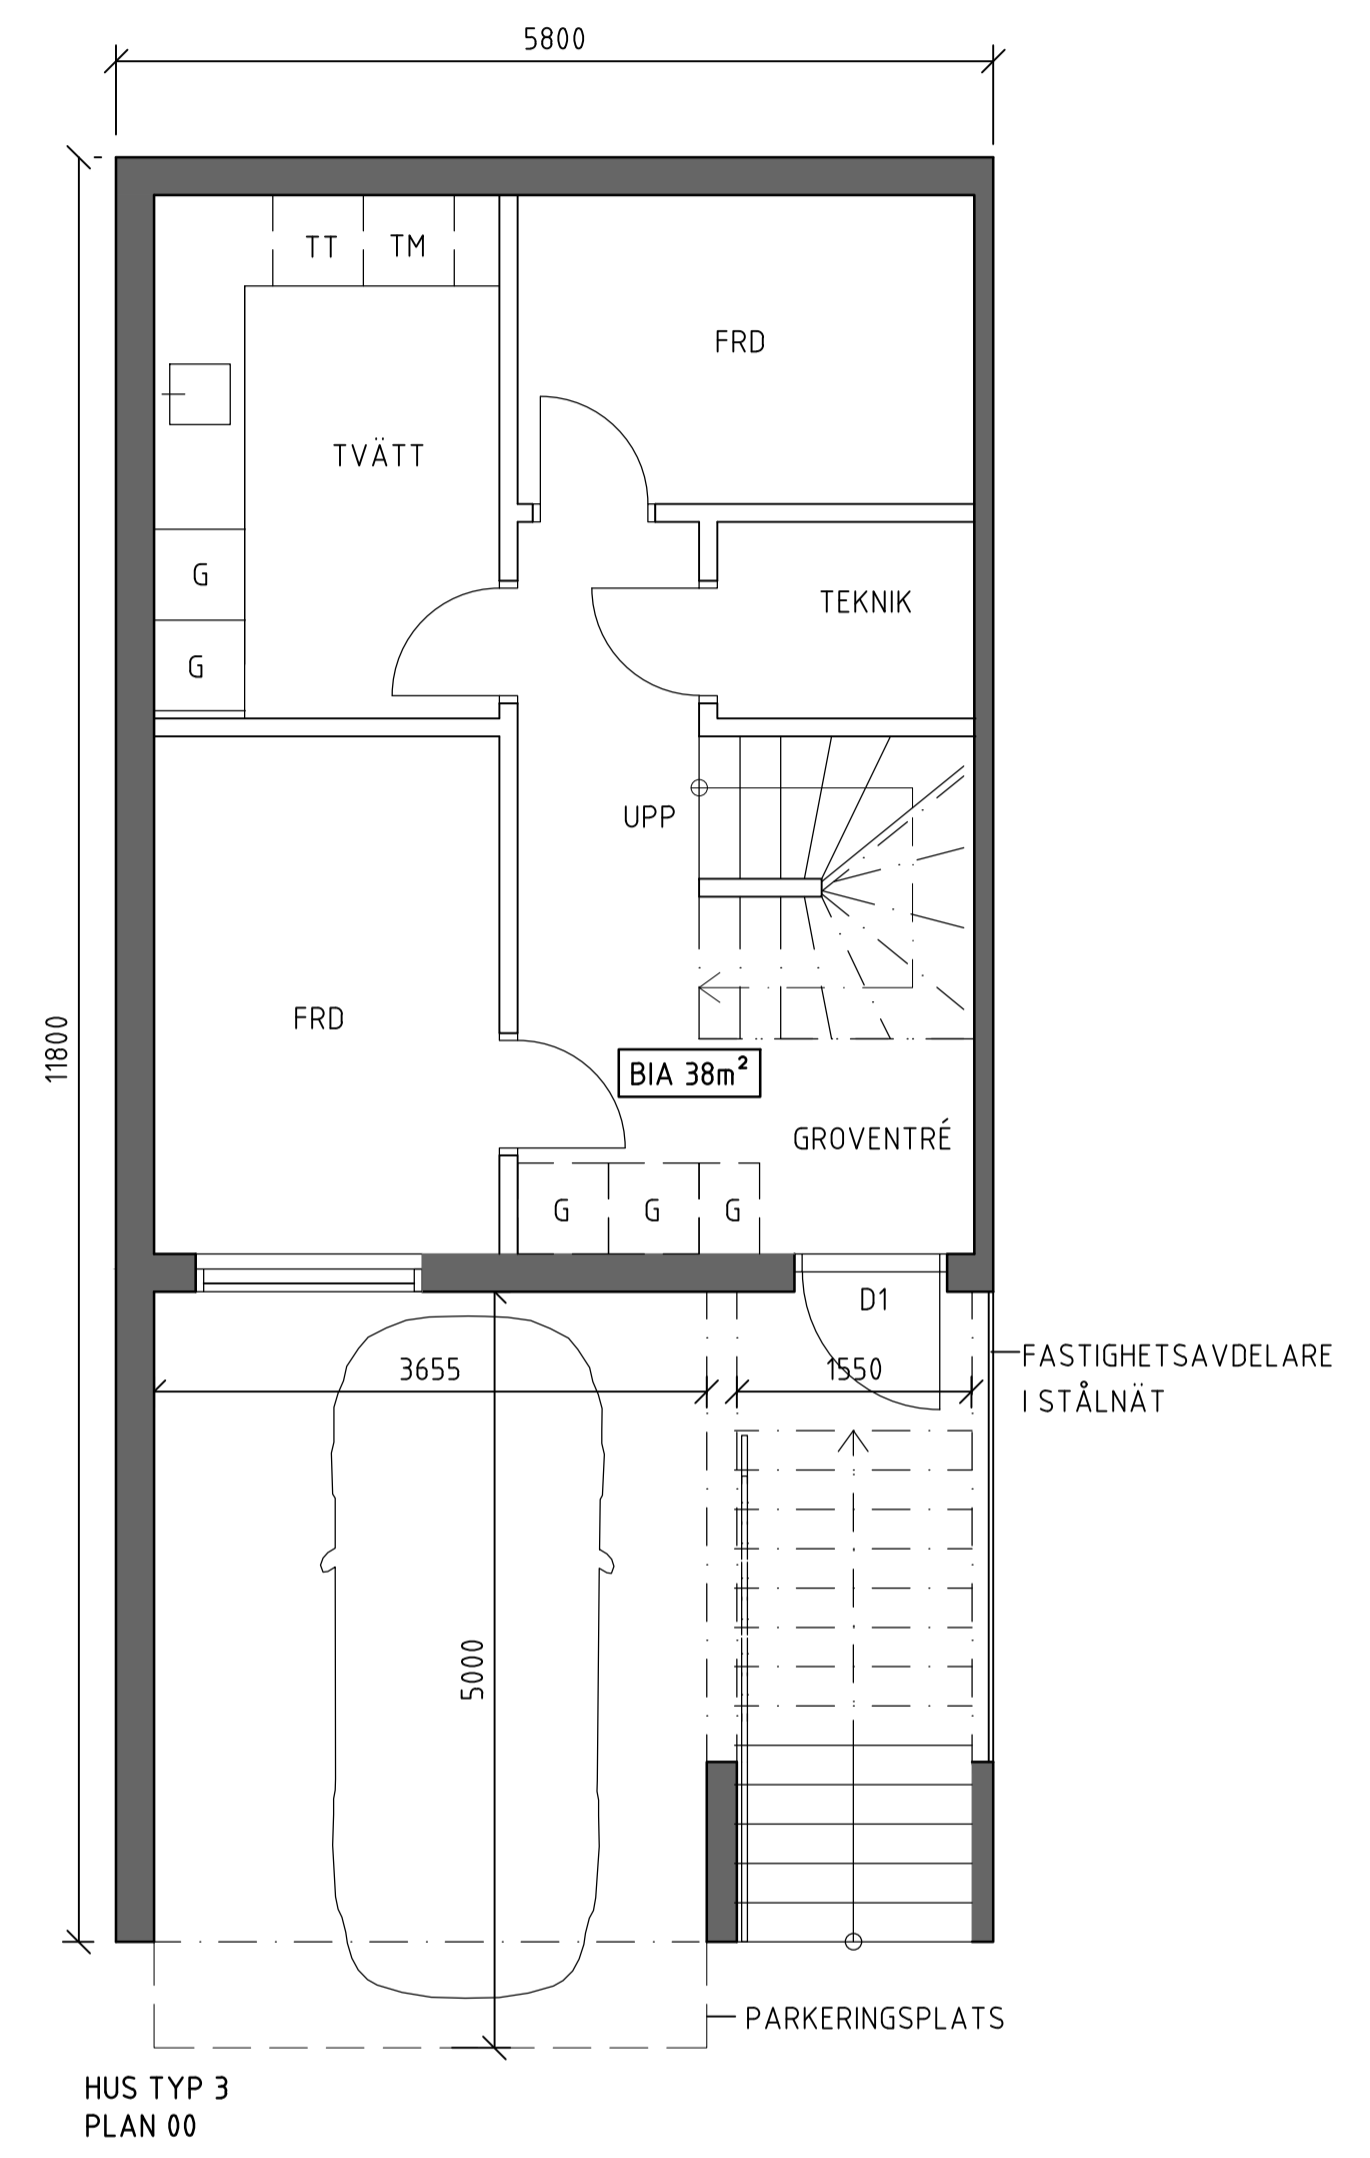 5800
TT
TM
FRD
TVÄTT
G
TEKNIK
G
UPP
11800
FRD
BIA 38m²
GROVENTRÉ
G
G
G
D1
FASTIGHETSAVDELARE
I STÅLNÄT
3655
1550
5000
PARKERINGSPLATS
HUS TYP 3
PLAN 00